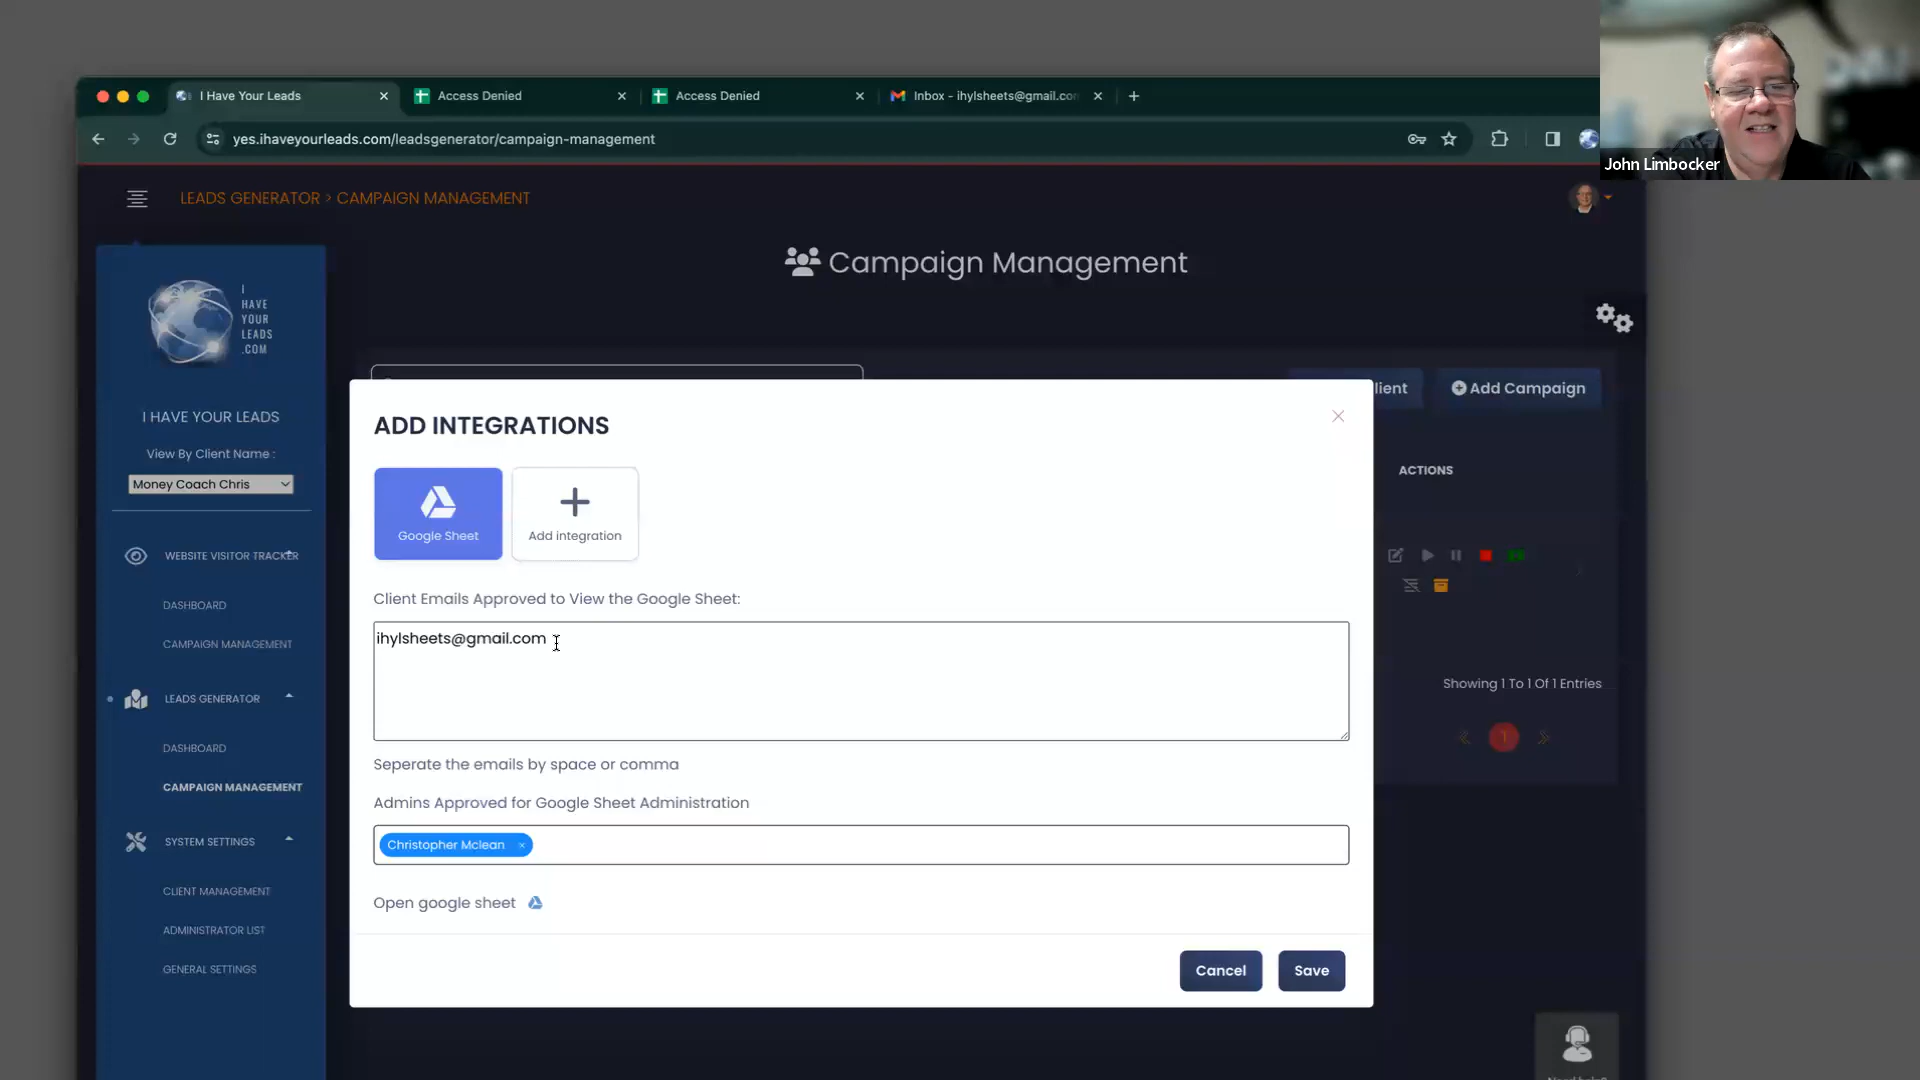 I Have Your Leads
Access Denied
Access Denied
Inbox - ihylsheets@gmail.com
yes.ihaveyourleads.com/leadsgenerator/campaign-management
John Limbocker
LEADS GENERATOR > CAMPAIGN MANAGEMENT
Campaign Management
I
HAVE
YOUR
LEADS
.COM
I HAVE YOUR LEADS
View By Client Name :
Money Coach Chris
WEBSITE VISITOR TRACKER
DASHBOARD
CAMPAIGN MANAGEMENT
LEADS GENERATOR
DASHBOARD
CAMPAIGN MANAGEMENT
SYSTEM SETTINGS
CLIENT MANAGEMENT
ADMINISTRATOR LIST
GENERAL SETTINGS
Add Campaign
ACTIONS
Showing 1 To 1 Of 1 Entries
1
ADD INTEGRATIONS
Google Sheet
Add integration
Client Emails Approved to View the Google Sheet:
ihylsheets@gmail.com
Seperate the emails by space or comma
Admins Approved for Google Sheet Administration
Christopher Mclean
Open google sheet
Cancel
Save